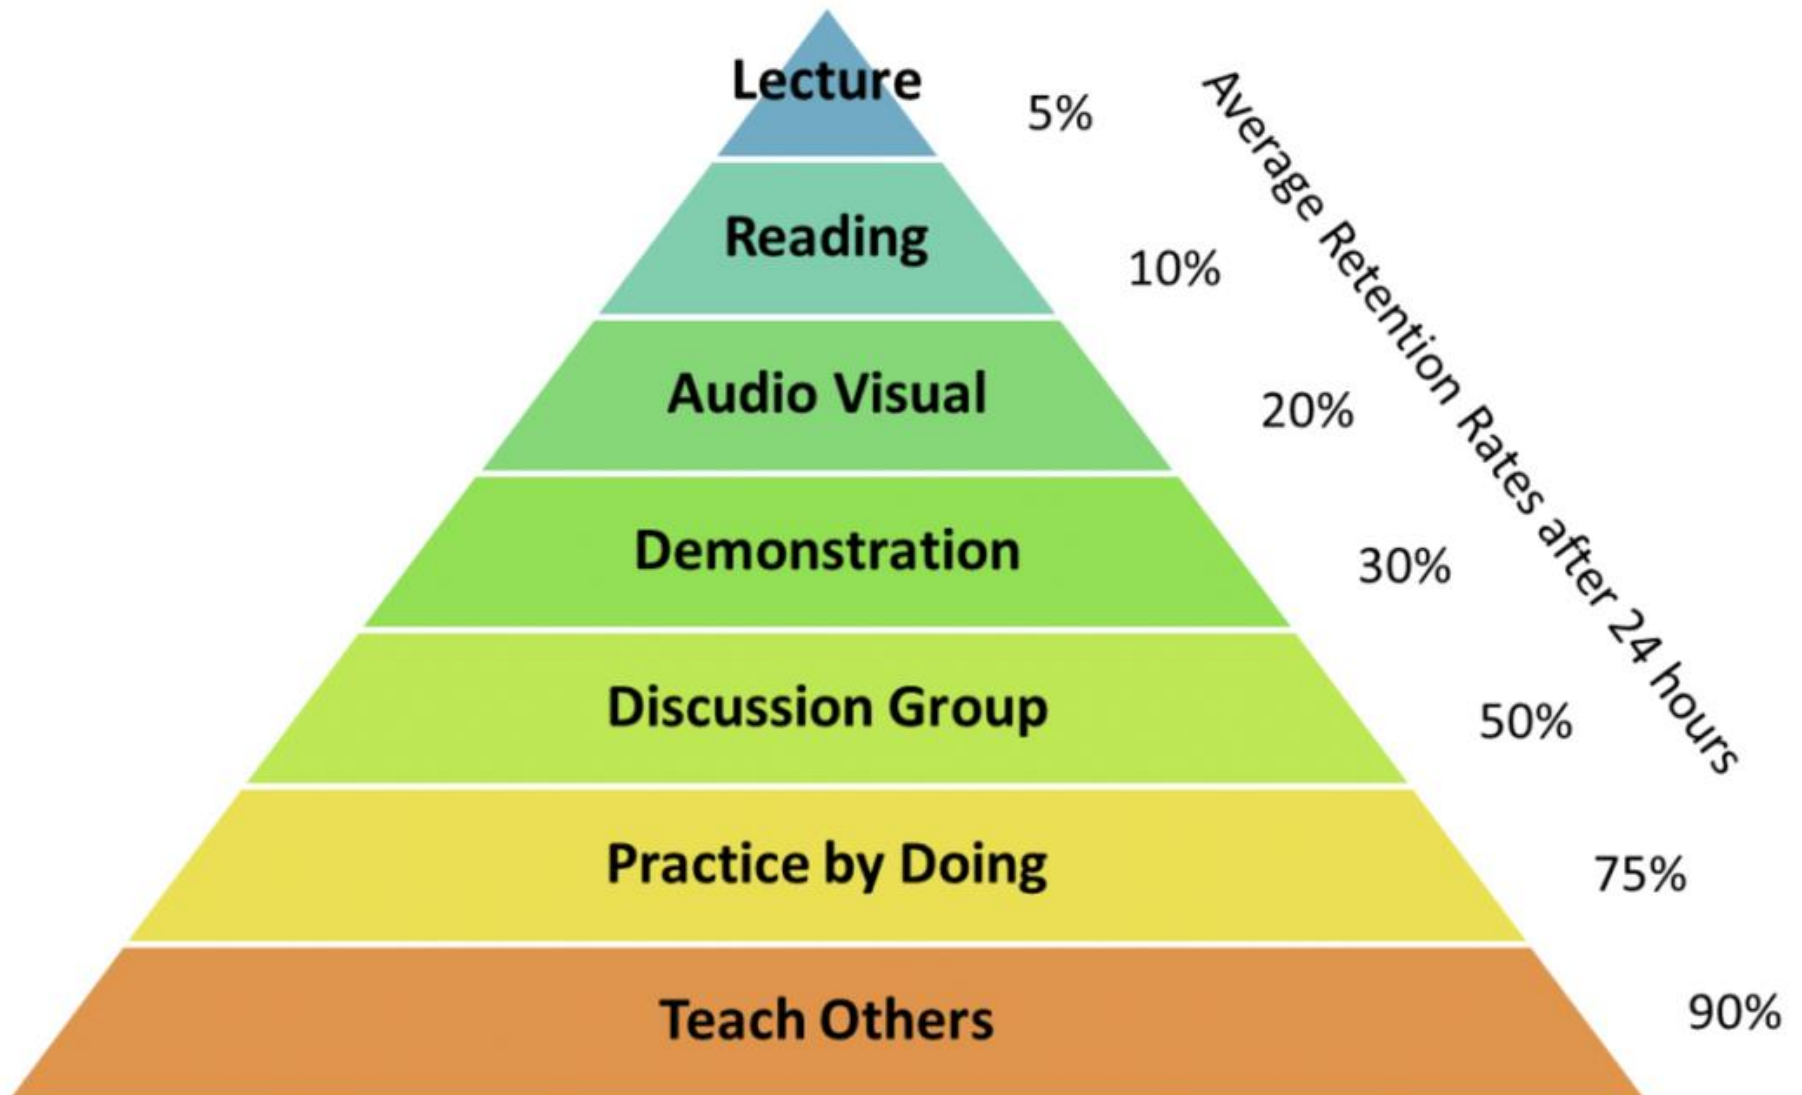 Lecture
5%
Reading
10%
Audio Visual
20%
Demonstration
30%
Discussion Group
50%
Practice by Doing
75%
Teach Others
90%
Average Retention Rates after 24 hours